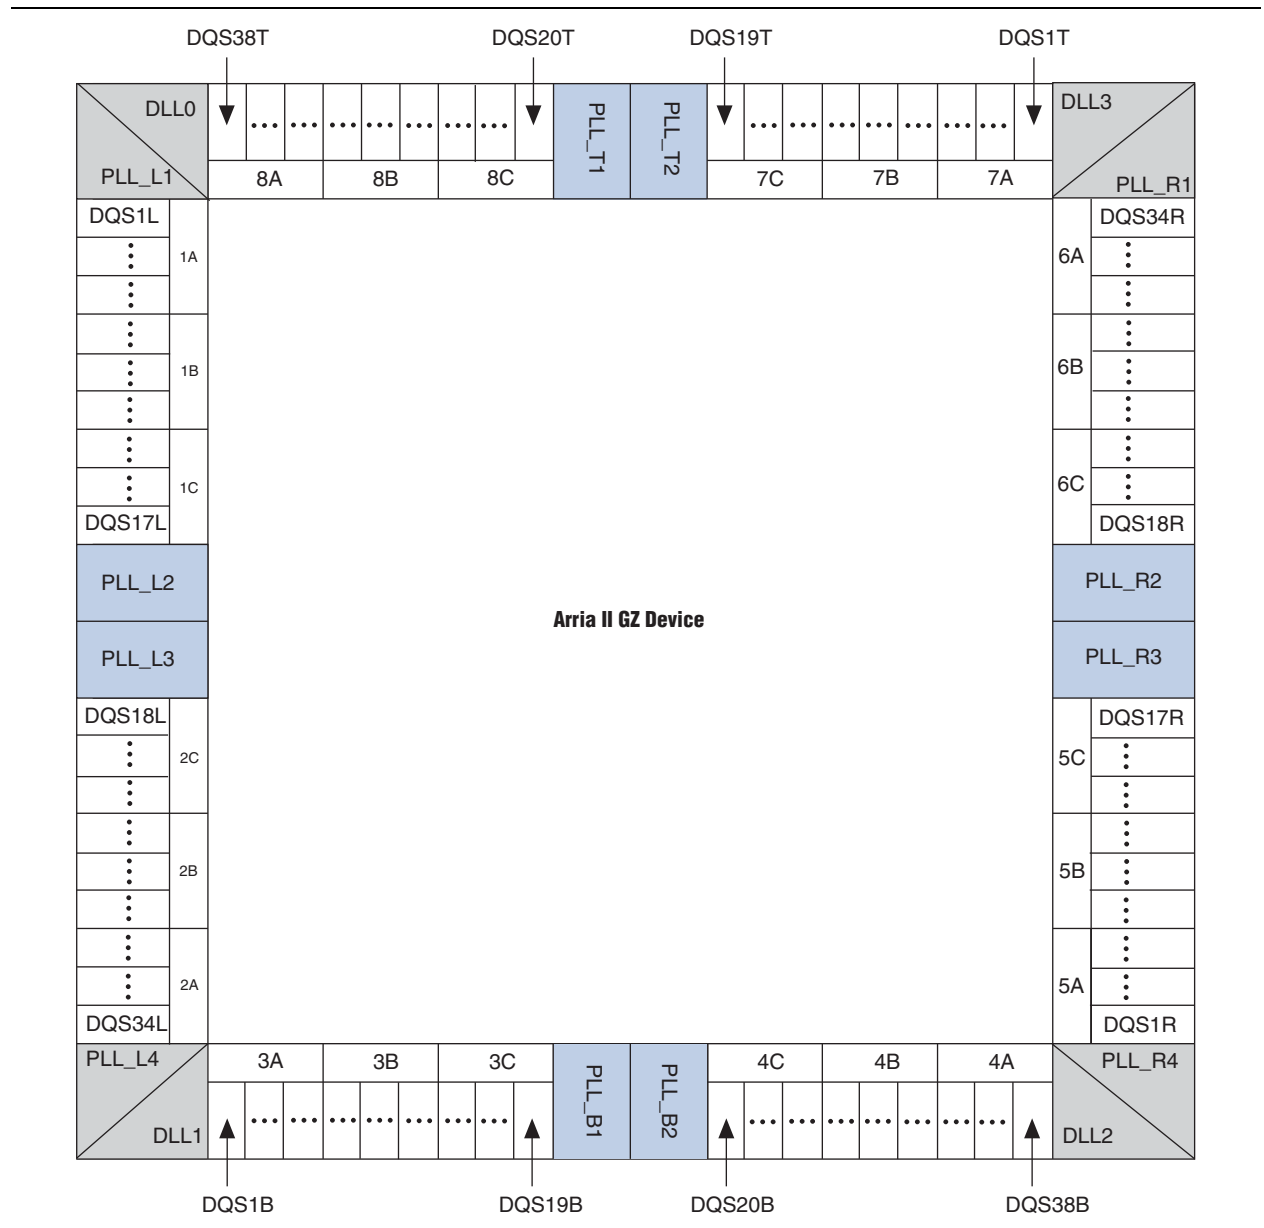 DQS38T DQS20T DQS19T DQS1T
DLL0 PLL_T1 PLL_T2 DLL3
PLL_L1 8A 8B 8C 7C 7B 7A PLL_R1
DQS1L DQS34R
1A 6A
1B 6B
1C 6C
DQS17L DQS18R
PLL_L2 PLL_R2
Arria II GZ Device
PLL_L3 PLL_R3
DQS18L DQS17R
2C 5C
2B 5B
2A 5A
DQS34L DQS1R
PLL_L4 3A 3B 3C 4C 4B 4A PLL_R4
PLL_B1 PLL_B2
DLL1 DLL2
DQS1B DQS19B DQS20B DQS38B